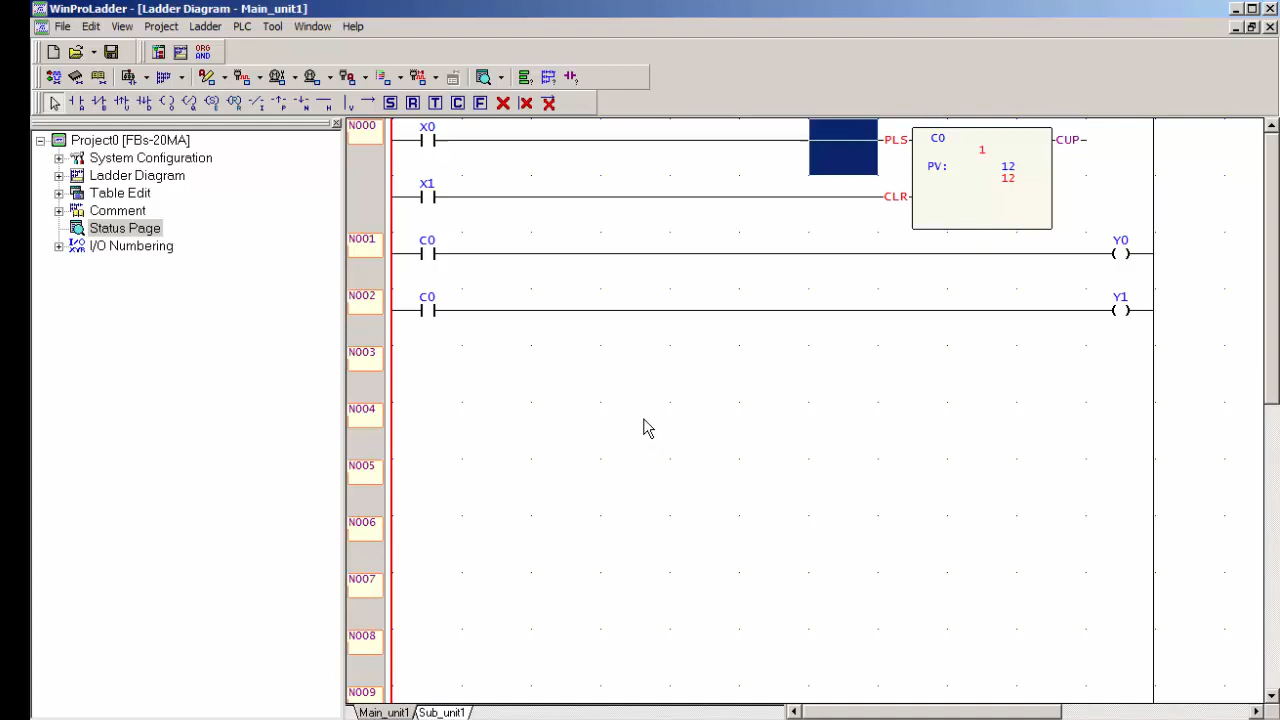 WinProLadder - [Ladder Diagram - Main_unit1]
File Edit View Project Ladder PLC Tool Window Help
ORG
AND
S R T C F
Project0 [FBs-20MA]
System Configuration
Ladder Diagram
Table Edit
Comment
Status Page
I/O Numbering
N000 X0 PLS C0 1 CUP
PV: 12
12
X1 CLR
N001 C0 Y0
N002 C0 Y1
N003
N004
N005
N006
N007
N008
N009
Main_unit1 Sub_unit1